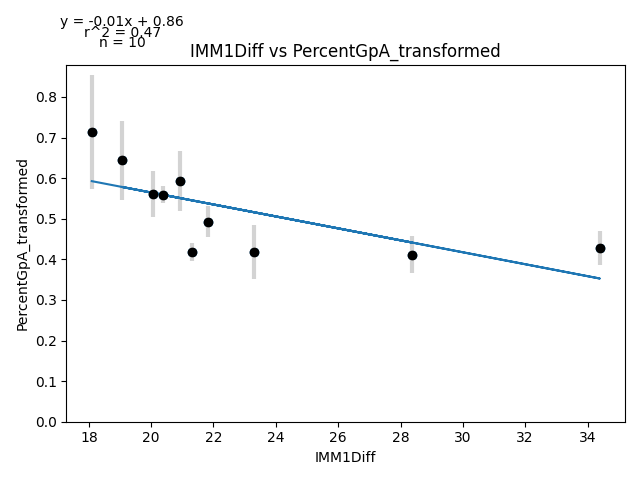 y = -0.01x + 0.86
r^2 = 0.47
n = 10
IMM1Diff vs PercentGpA_transformed
PercentGpA_transformed
0.8
0.7
0.6
0.5
0.4
0.3
0.2
0.1
0.0
18 20 22 24 26 28 30 32 34
IMM1Diff